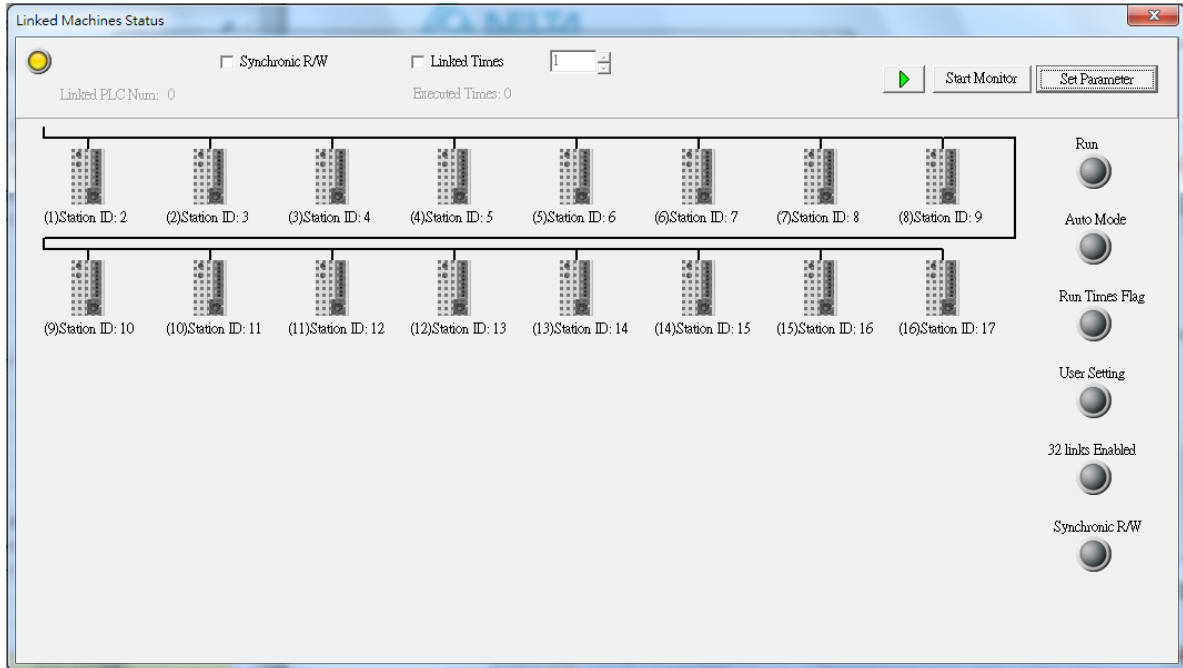 DELTA
Linked Machines Status
Synchronic R/W
Linked Times
1
Linked PLC Num: 0
Executed Times: 0
Start Monitor
Set Parameter
(1)Station ID: 2
(2)Station ID: 3
(3)Station ID: 4
(4)Station ID: 5
(5)Station ID: 6
(6)Station ID: 7
(7)Station ID: 8
(8)Station ID: 9
(9)Station ID: 10
(10)Station ID: 11
(11)Station ID: 12
(12)Station ID: 13
(13)Station ID: 14
(14)Station ID: 15
(15)Station ID: 16
(16)Station ID: 17
Run
Auto Mode
Run Times Flag
User Setting
32 links Enabled
Synchronic R/W